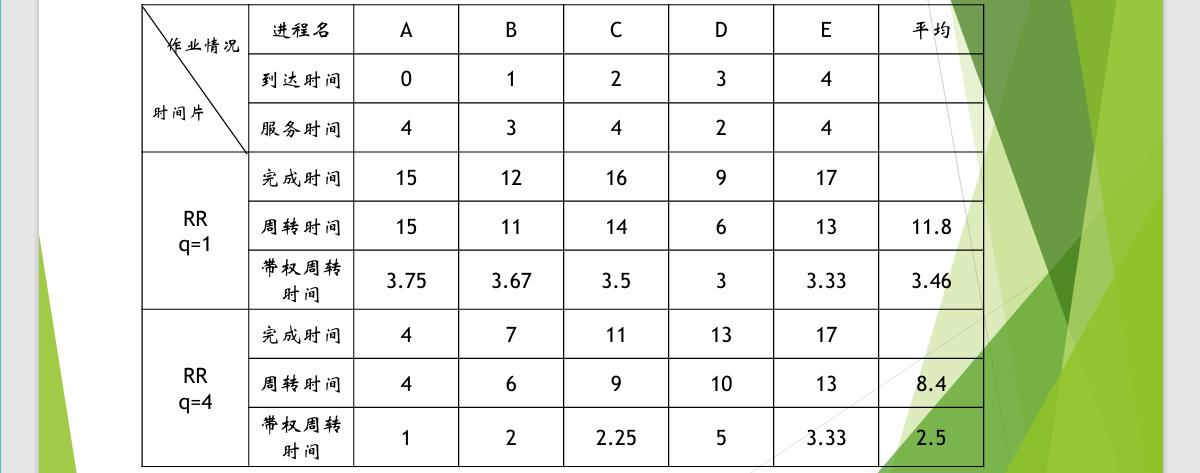 作业情况
时间片
进程名 A B C D E 平均
到达时间 0 1 2 3 4
服务时间 4 3 4 2 4
RR
q=1
完成时间 15 12 16 9 17
周转时间 15 11 14 6 13 11.8
带权周转
时间 3.75 3.67 3.5 3 3.33 3.46
RR
q=4
完成时间 4 7 11 13 17
周转时间 4 6 9 10 13 8.4
带权周转
时间 1 2 2.25 5 3.33 2.5